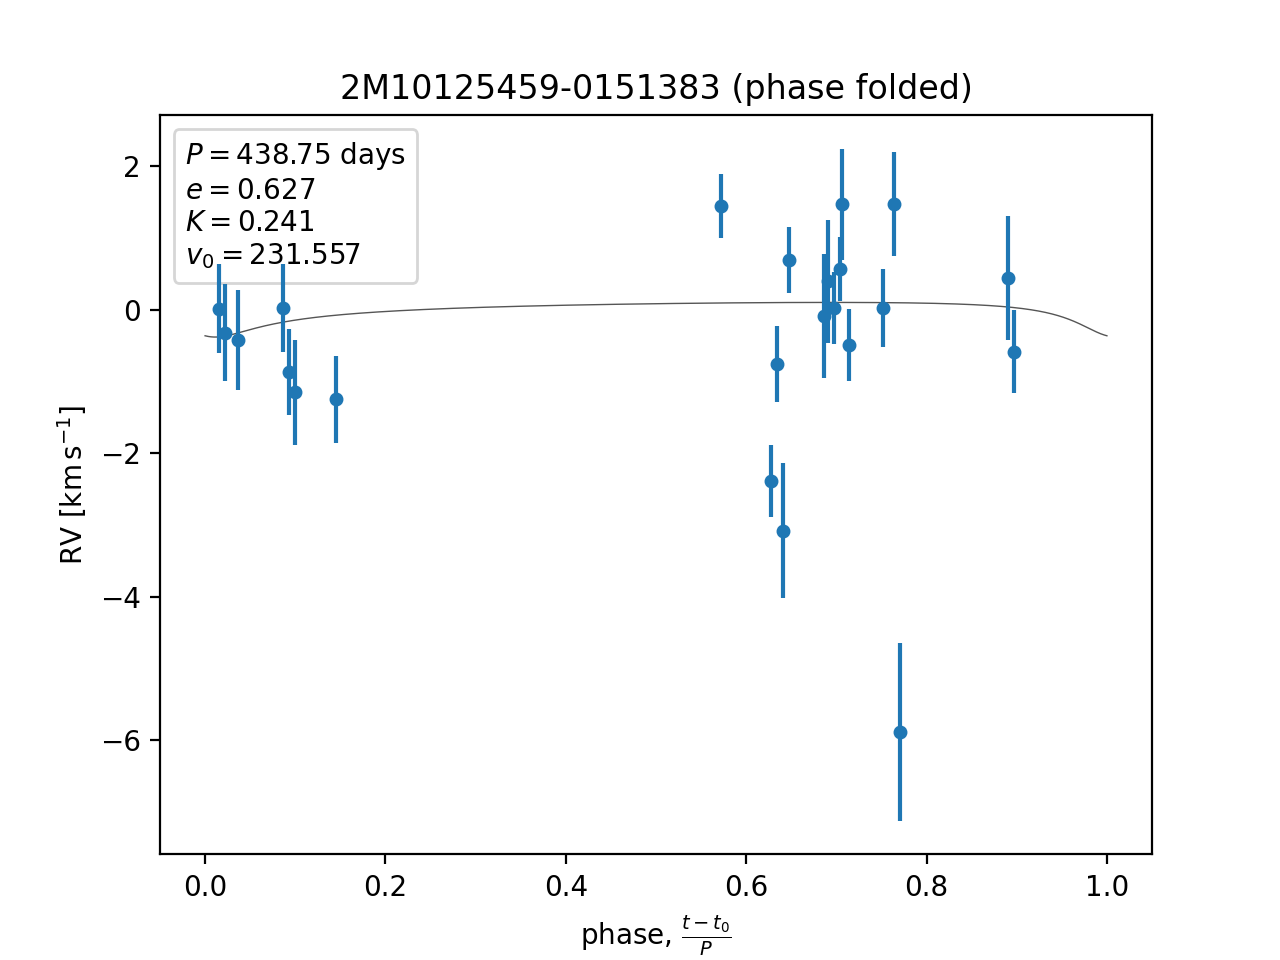 2M10125459-0151383 (phase folded)
P = 438.75 days
e = 0.627
K = 0.241
v₀ = 231.557
2
0
−2
−4
−6
RV [km s⁻¹]
0.0 0.2 0.4 0.6 0.8 1.0
phase, (t − t₀)/P